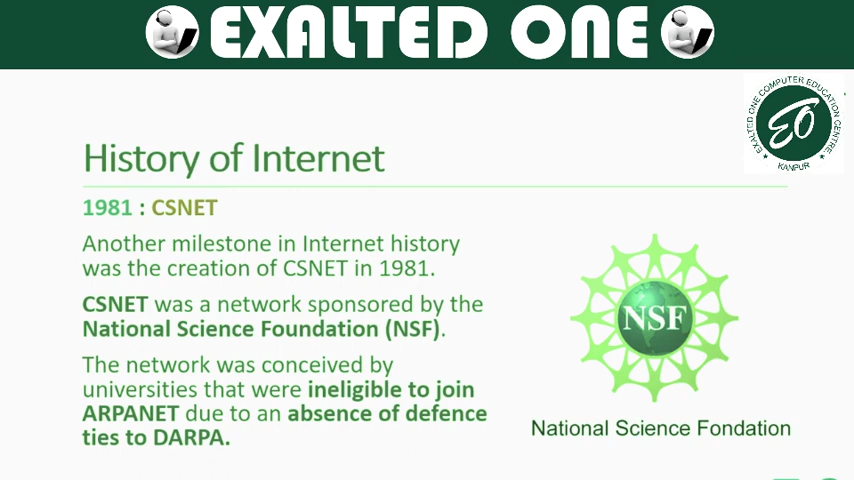 EXALTED ONE
EXALTED ONE COMPUTER EDUCATION CENTRE.
EO
KANPUR
History of Internet
1981 : CSNET
Another milestone in Internet history
was the creation of CSNET in 1981.
CSNET was a network sponsored by the
National Science Foundation (NSF).
The network was conceived by
universities that were ineligible to join
ARPANET due to an absence of defence
ties to DARPA.
NSF
National Science Fondation